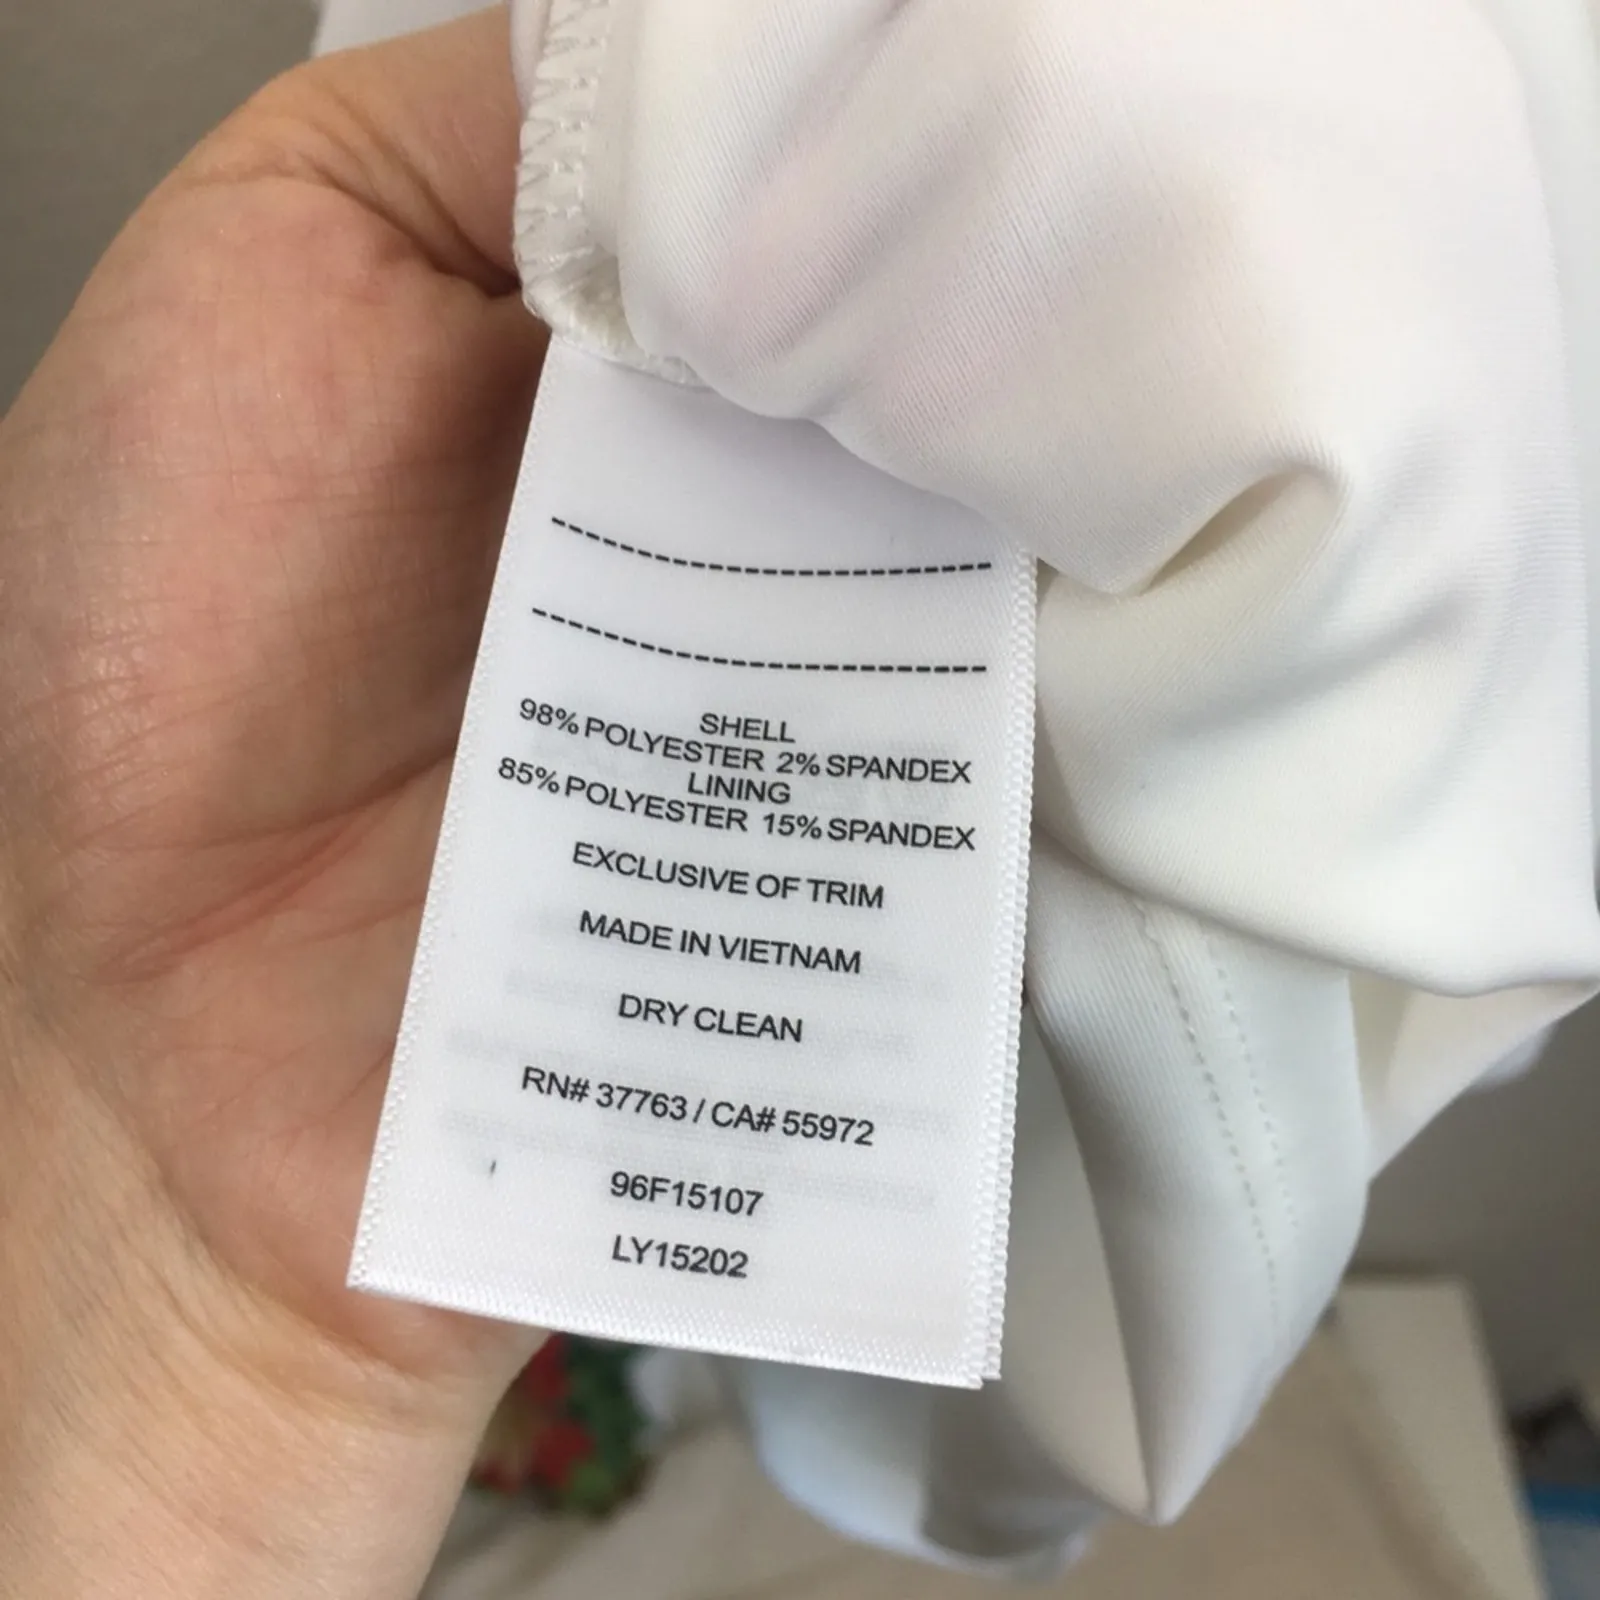 SHELL
98% POLYESTER 2% SPANDEX
LINING
85% POLYESTER 15% SPANDEX
EXCLUSIVE OF TRIM
MADE IN VIETNAM
DRY CLEAN
RN# 37763 / CA# 55972
96F15107
LY15202